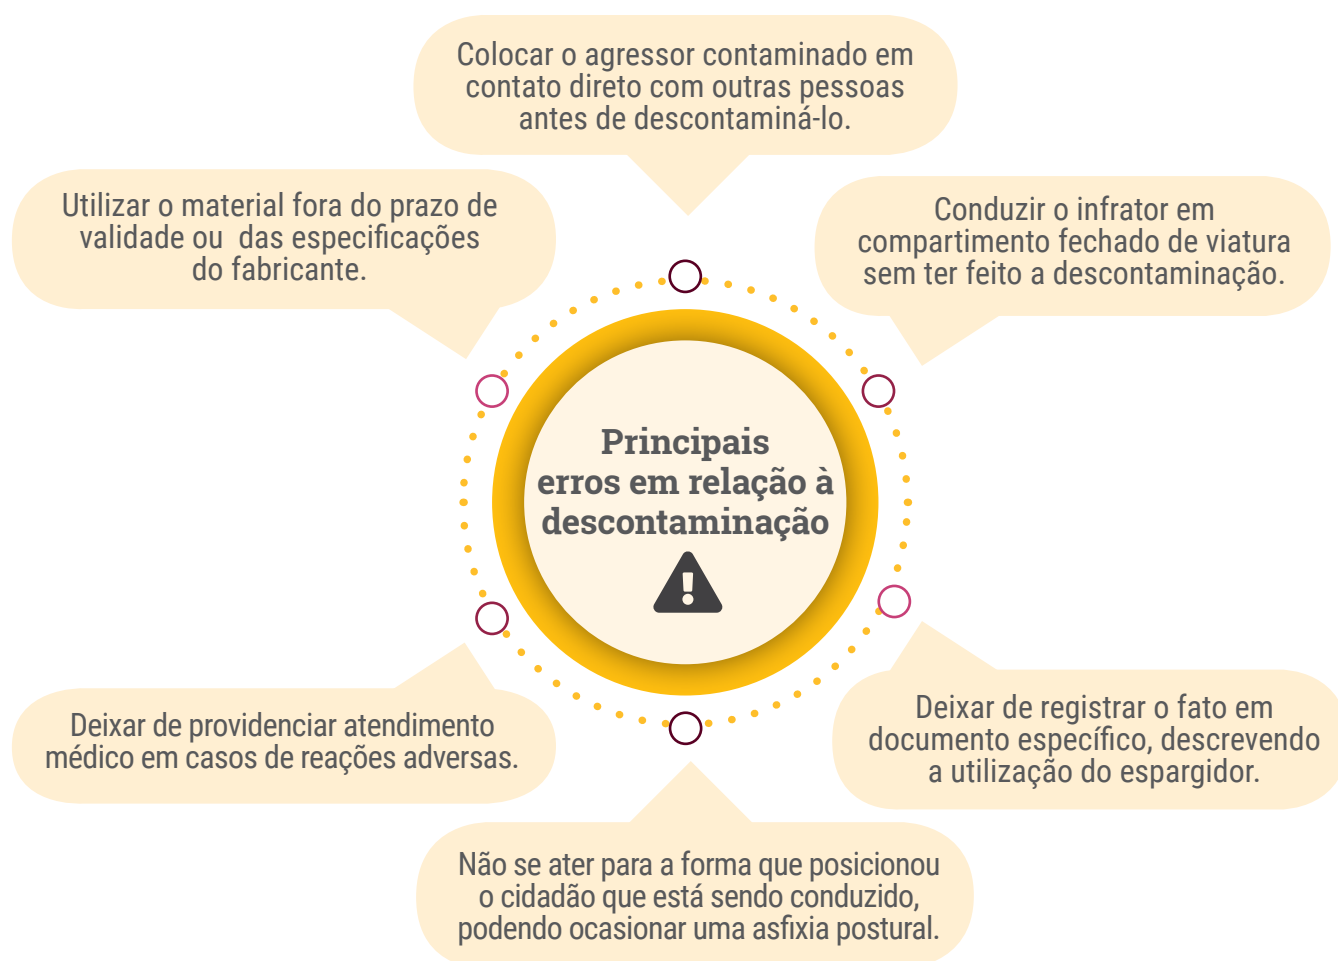 Colocar o agressor contaminado em
contato direto com outras pessoas
antes de descontaminá-lo.
Utilizar o material fora do prazo de
validade ou  das especificações
do fabricante.
Conduzir o infrator em
compartimento fechado de viatura
sem ter feito a descontaminação.
Principais
erros em relação à
descontaminação
Deixar de providenciar atendimento
médico em casos de reações adversas.
Deixar de registrar o fato em
documento específico, descrevendo
a utilização do espargidor.
Não se ater para a forma que posicionou
o cidadão que está sendo conduzido,
podendo ocasionar uma asfixia postural.